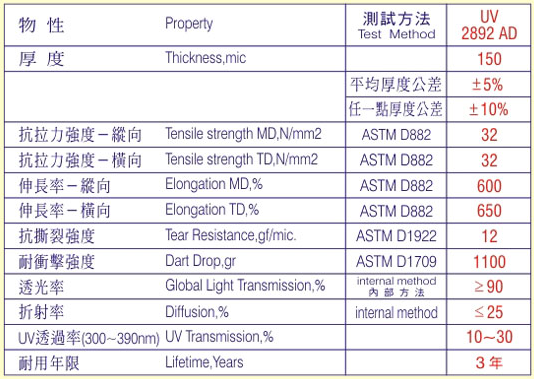 物 性 Property 測試方法 UV
Test Method 2892 AD
厚 度 Thickness,mic 150
平均厚度公差 ±5%
任一點厚度公差 ±10%
抗拉力強度－縱向 Tensile strength MD,N/mm2 ASTM D882 32
抗拉力強度－橫向 Tensile strength TD,N/mm2 ASTM D882 32
伸長率－縱向 Elongation MD,% ASTM D882 600
伸長率－橫向 Elongation TD,% ASTM D882 650
抗撕裂強度 Tear Resistance,gf/mic. ASTM D1922 12
耐衝擊強度 Dart Drop,gr ASTM D1709 1100
透光率 Global Light Transmission,% internal method ≥90
內 部 方 法
折射率 Diffusion,% internal method ≤25
UV透過率(300~390nm) UV Transmission,% 10~30
耐用年限 Lifetime,Years 3 年